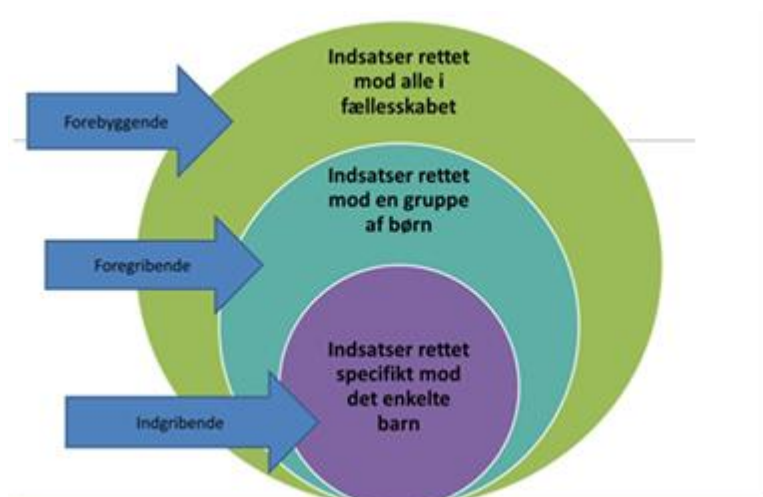 Indsatser rettet
mod alle i
fællesskabet
Forebyggende
Indsatser rettet
mod en gruppe
af børn
Foregribende
Indsatser rettet
specifikt mod
det enkelte
barn
Indgribende